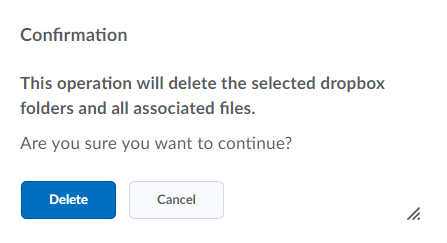 Confirmation
This operation will delete the selected dropbox
folders and all associated files.
Are you sure you want to continue?
Delete
Cancel